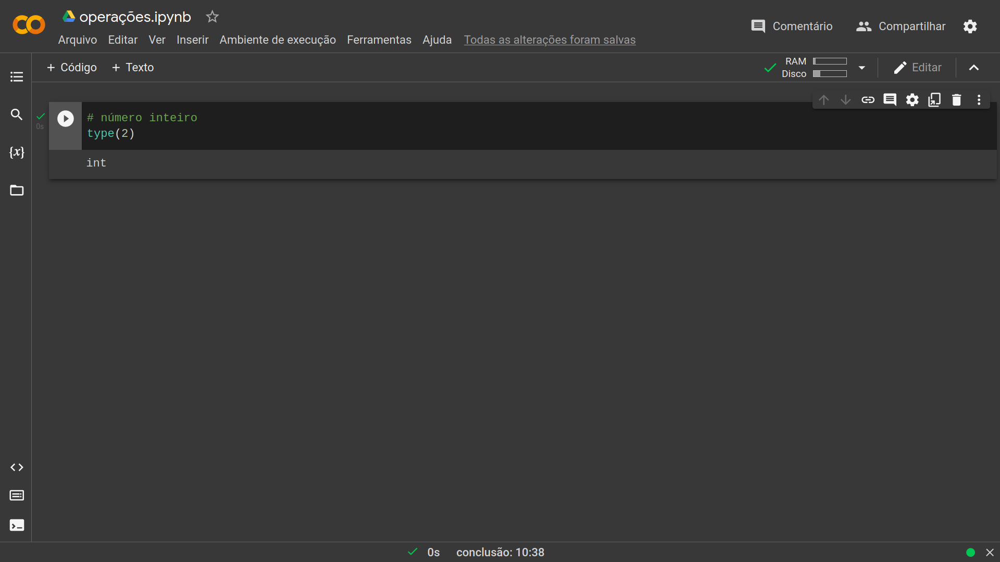 operações.ipynb
Arquivo Editar Ver Inserir Ambiente de execução Ferramentas Ajuda Todas as alterações foram salvas
Comentário Compartilhar
+ Código + Texto
RAM
Disco
Editar
0s
# número inteiro
type(2)
int
{x}
0s conclusão: 10:38